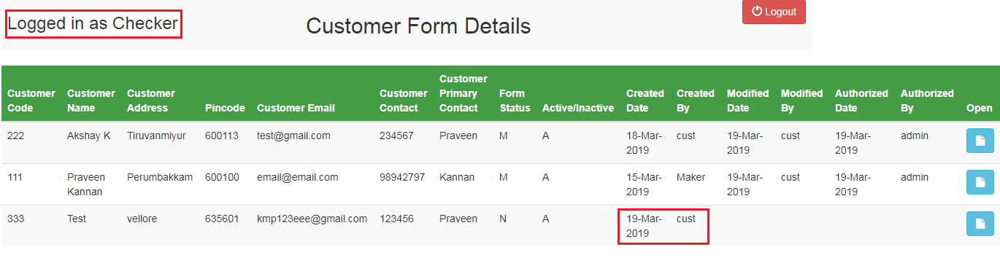 Logged in as Checker
Customer Form Details
Logout
Customer Code Customer Name Customer Address Pincode Customer Email Customer Contact Customer Primary Contact Form Status Active/Inactive Created Date Created By Modified Date Modified By Authorized Date Authorized By Open
222 Akshay K Tiruvanmiyur 600113 test@gmail.com 234567 Praveen M A 18-Mar-2019 cust 19-Mar-2019 cust 19-Mar-2019 admin
111 Praveen Kannan Perumbakkam 600100 email@email.com 98942797 Kannan M A 15-Mar-2019 Maker 19-Mar-2019 cust 19-Mar-2019 admin
333 Test vellore 635601 kmp123eee@gmail.com 123456 Praveen N A 19-Mar-2019 cust